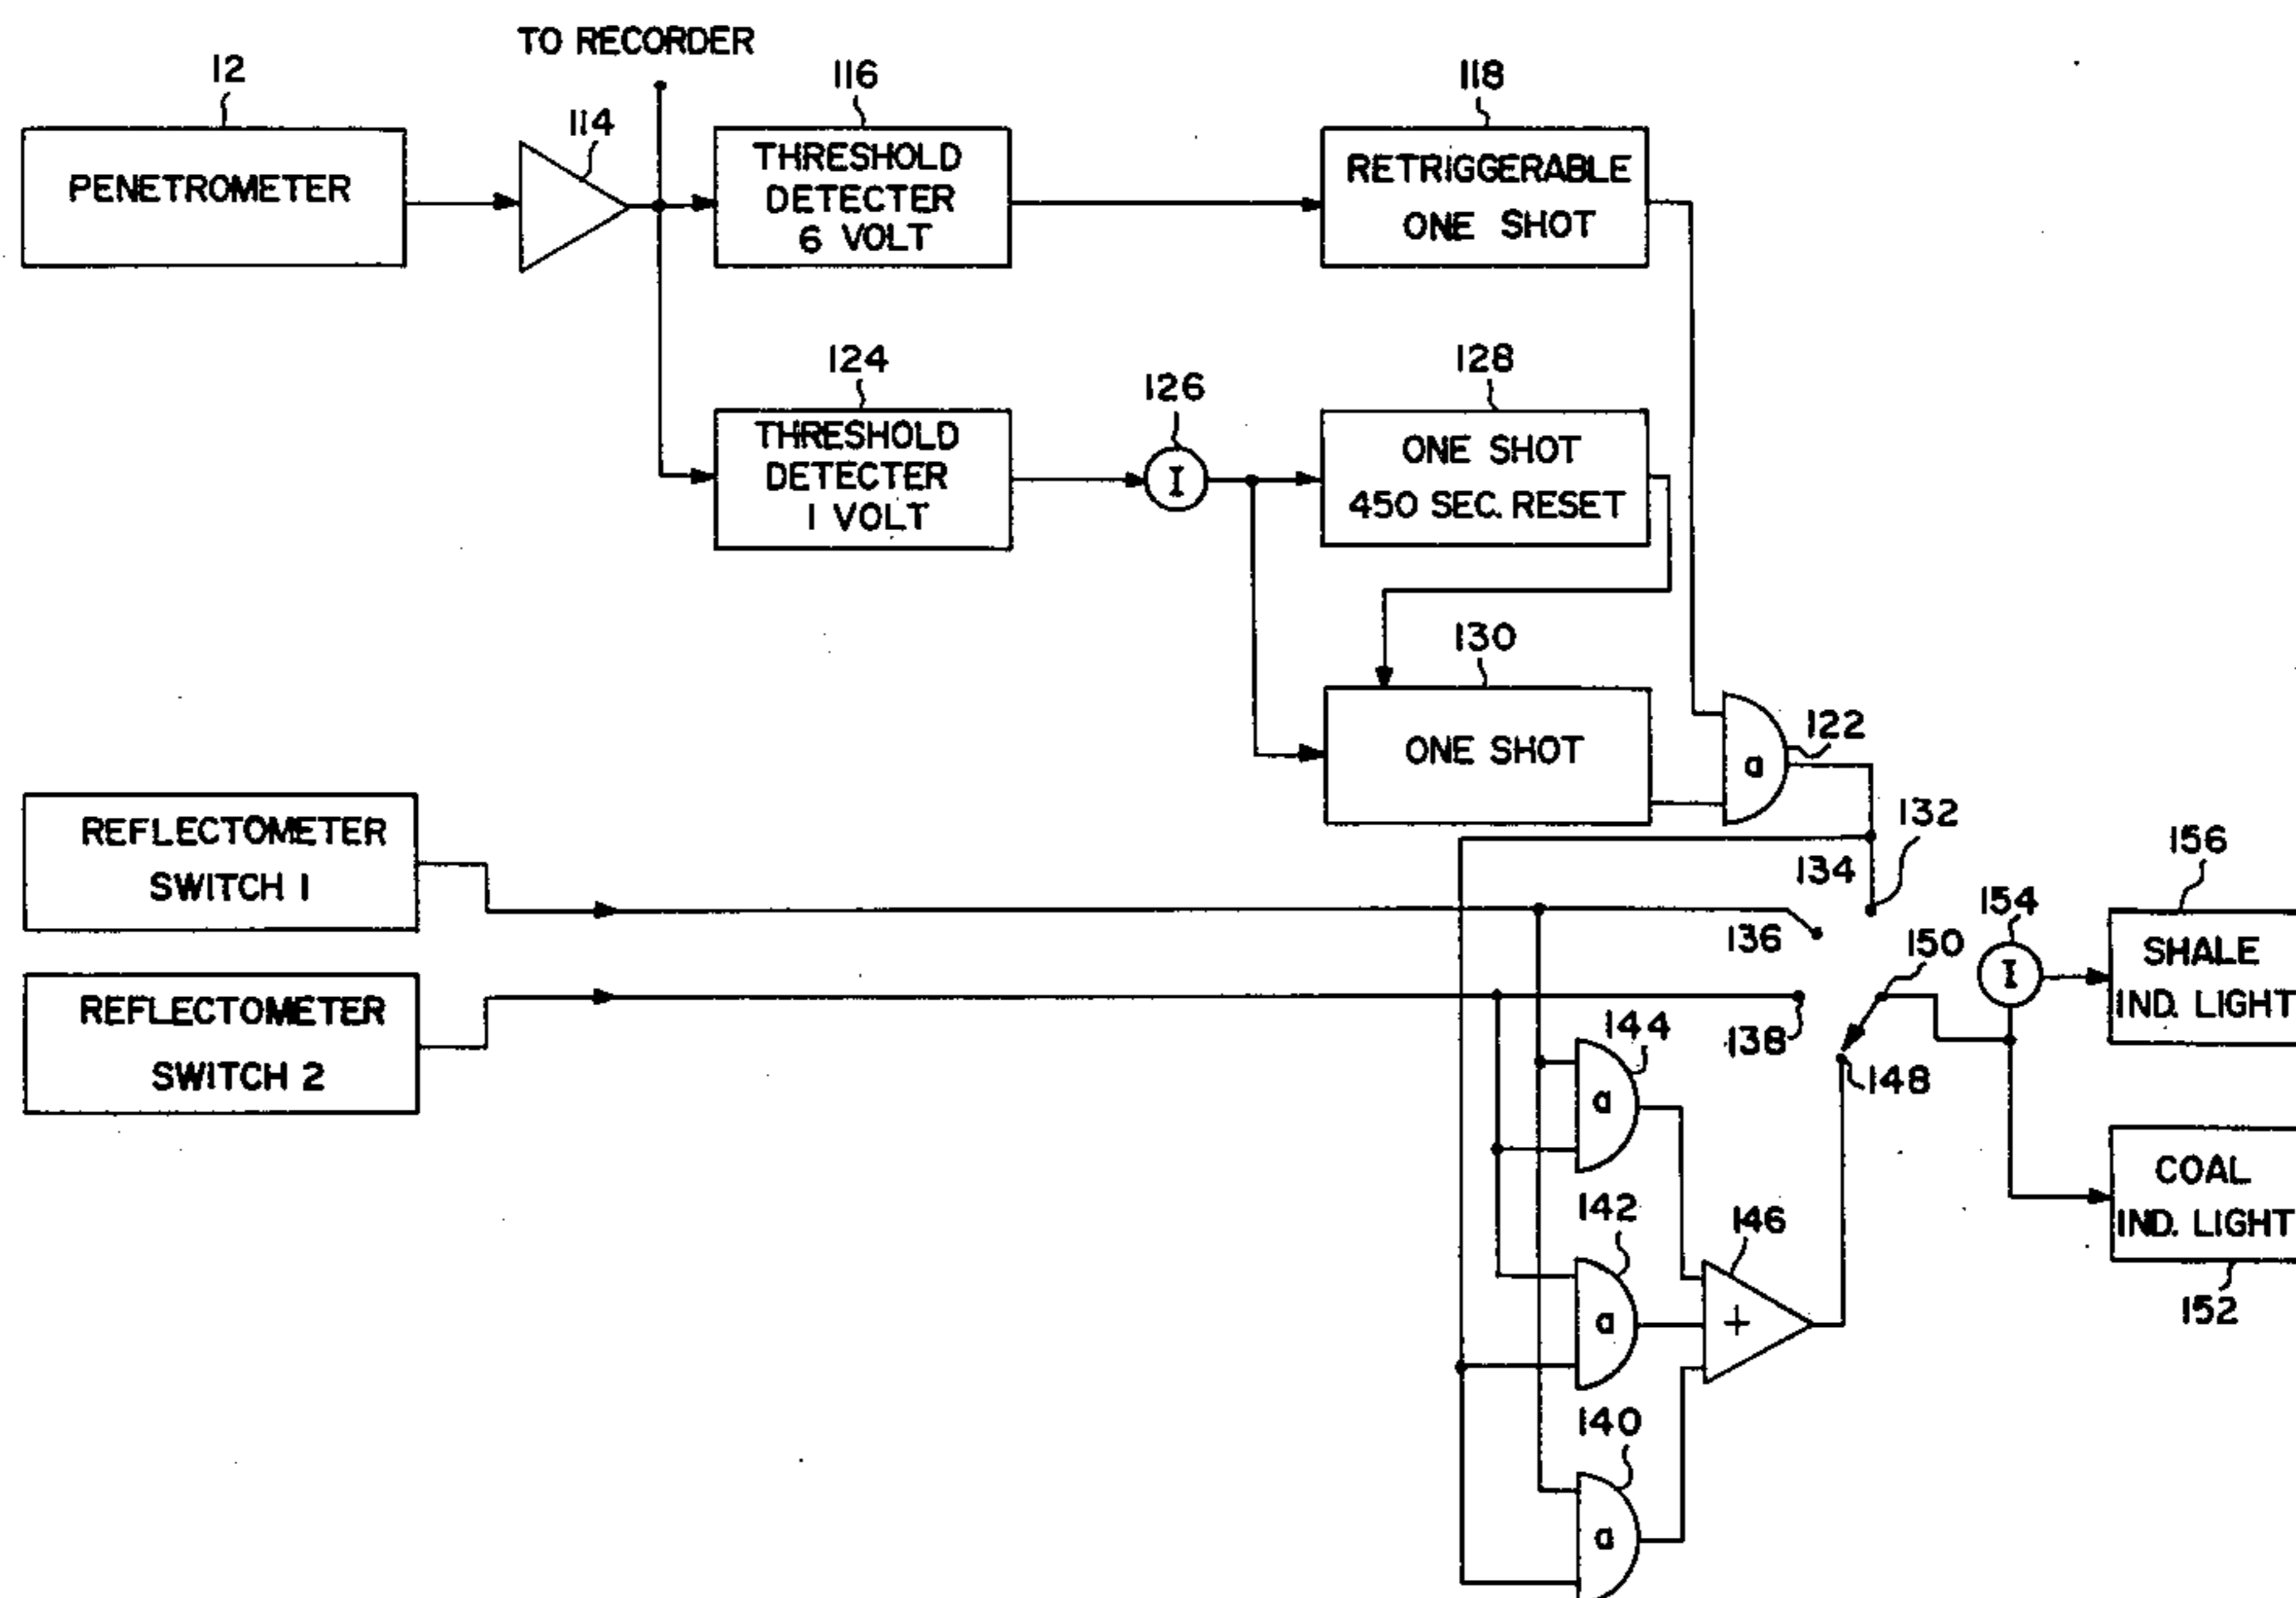 TO RECORDER
12
114
116
118
PENETROMETER
THRESHOLD
DETECTER
6 VOLT
RETRIGGERABLE
ONE SHOT
124
126
128
THRESHOLD
DETECTER
1 VOLT
I
ONE SHOT
450 SEC. RESET
130
ONE SHOT
122
a
REFLECTOMETER
SWITCH 1
132
134
136
REFLECTOMETER
SWITCH 2
138
150
154
I
156
SHALE
IND. LIGHT
144
a
148
COAL
IND. LIGHT
152
142
a
146
+
140
a